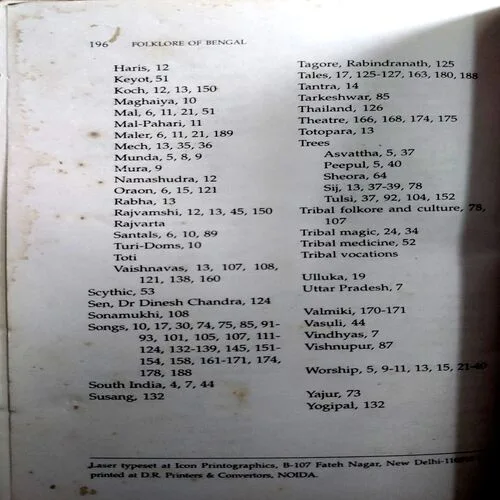 196 FOLKLORE OF BENGAL
Haris, 12
Keyot, 51
Koch, 12, 13, 150
Maghaiya, 10
Mal, 6, 11, 21, 51
Mal-Pahari, 11
Maler, 6, 11, 21, 189
Mech, 13, 35, 36
Munda, 5, 8, 9
Mura, 9
Namashudra, 12
Oraon, 6, 15, 121
Rabha, 13
Rajvamshi, 12, 13, 45, 150
Rajvarta
Santals, 6, 10, 89
Turi-Doms, 10
Toti
Vaishnavas, 13, 107, 108,
121, 138, 160
Scythic, 53
Sen, Dr Dinesh Chandra, 124
Sonamukhi, 108
Songs, 10, 17, 30, 74, 75, 85, 91-
93, 101, 105, 107, 111-
124, 132-139, 145, 151-
154, 158, 161-171, 174,
178, 188
South India, 4, 7, 44
Susang, 132
Tagore, Rabindranath, 125
Tales, 17, 125-127, 163, 180, 188
Tantra, 14
Tarkeshwar, 85
Thailand, 126
Theatre, 166, 168, 174, 175
Totopara, 13
Trees
Asvattha, 5, 37
Peepul, 5, 40
Sheora, 64
Sij, 13, 37-39, 78
Tulsi, 37, 92, 104, 152
Tribal folkore and culture, 75,
107
Tribal magic, 24, 34
Tribal medicine, 52
Tribal vocations
Ulluka, 19
Uttar Pradesh, 7
Valmiki, 170-171
Vasuli, 44
Vindhyas, 7
Vishnupur, 87
Worship, 5, 9-11, 13, 15, 21-40
Yajur, 73
Yogipal, 132
Laser typeset at Icon Printographics, B-107 Fateh Nagar, New Delhi-
printed at D.R. Printers & Convertors, NOIDA.